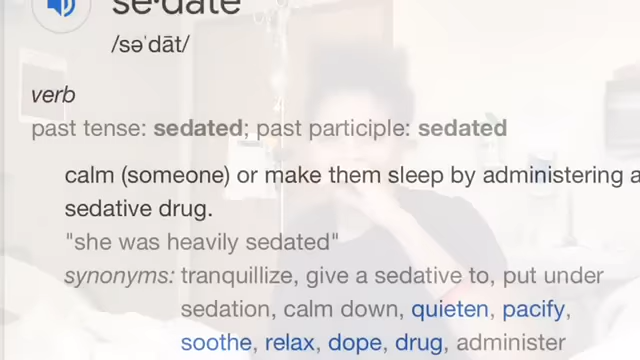 se·date
/səˈdāt/
verb
past tense: sedated; past participle: sedated
calm (someone) or make them sleep by administering a
sedative drug.
"she was heavily sedated"
synonyms: tranquillize, give a sedative to, put under
sedation, calm down, quieten, pacify,
soothe, relax, dope, drug, administer